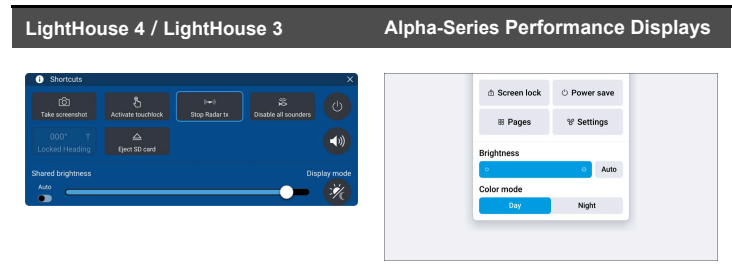 LightHouse 4 / LightHouse 3
Alpha-Series Performance Displays
Shortcuts
Take screenshot
Activate touchlock
Stop Radar tx
Disable all sounders
000° T
Locked Heading
Eject SD card
Shared brightness
Display mode
Auto
Screen lock
Power save
Pages
Settings
Brightness
Auto
Color mode
Day
Night